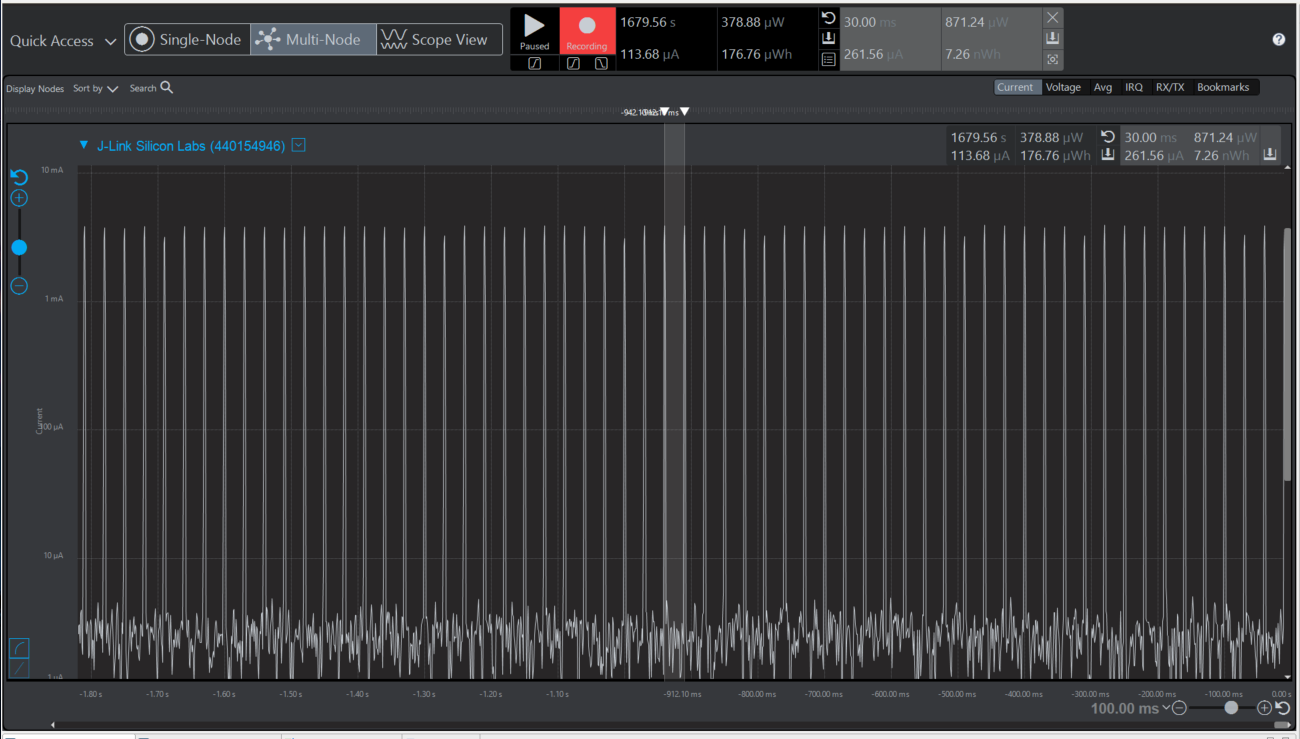 Quick Access
Single-Node
Multi-Node
Scope View
Paused
Recording
1679.56 s
113.68 µA
378.88 µW
176.76 µWh
30.00 ms
261.56 µA
871.24 µW
7.26 nWh
Display Nodes
Sort by
Search
Current
Voltage
Avg
IRQ
RX/TX
Bookmarks
J-Link Silicon Labs (440154946)
1679.56 s 378.88 µW
113.68 µA 176.76 µWh
30.00 ms 871.24 µW
261.56 µA 7.26 nWh
10 mA
1 mA
10 µA
1 µA
Current
-1.80 s
-1.70 s
-1.60 s
-1.50 s
-1.40 s
-1.30 s
-1.20 s
-1.10 s
-912.10 ms
-800.00 ms
-700.00 ms
-600.00 ms
-500.00 ms
-400.00 ms
-300.00 ms
-200.00 ms
-100.00 ms
0.00 s
100.00 ms